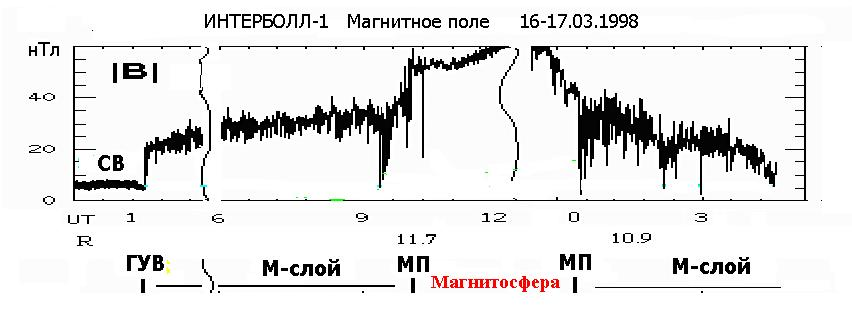 ИНТЕРБОЛЛ-1 Магнитное поле 16-17.03.1998
нТл
|B|
40
20
СВ
0
UT 1 6 9 12 0 3
R 11.7 10.9
ГУВ М-слой МП Магнитосфера МП М-слой